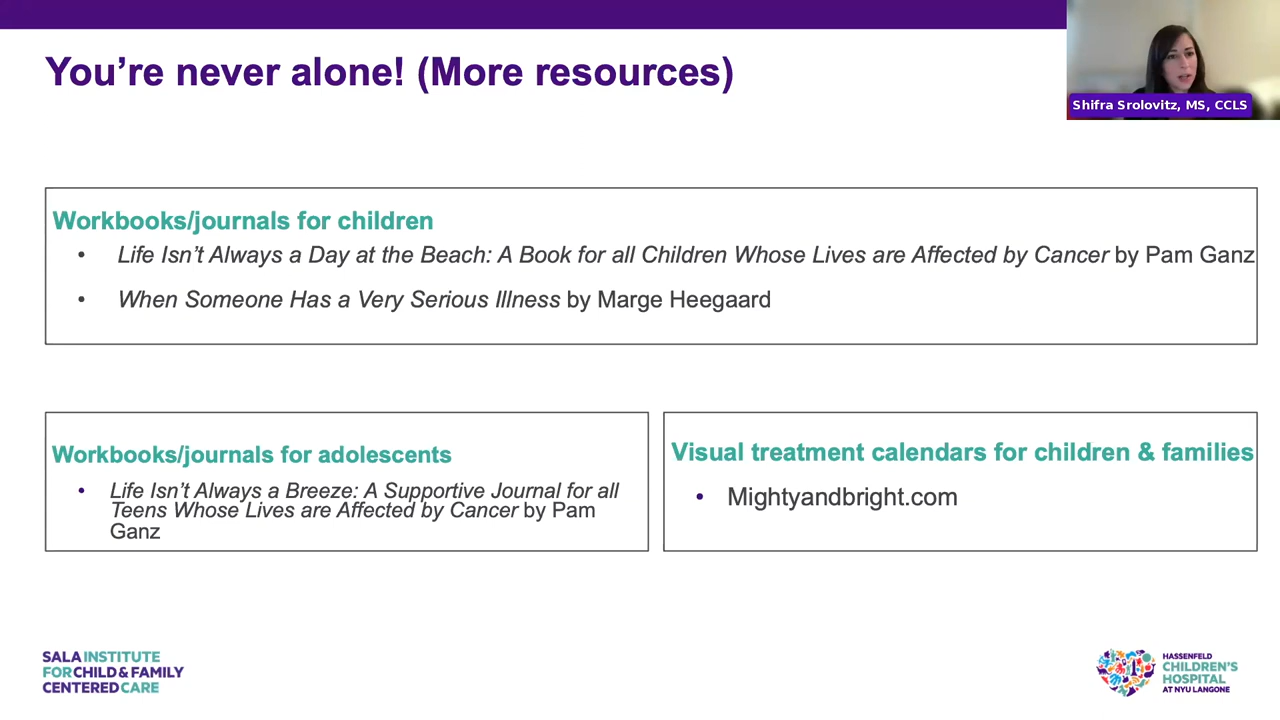 You're never alone! (More resources)
Shifra Srolovitz, MS, CCLS
Workbooks/journals for children
• Life Isn't Always a Day at the Beach: A Book for all Children Whose Lives are Affected by Cancer by Pam Ganz
• When Someone Has a Very Serious Illness by Marge Heegaard
Workbooks/journals for adolescents
• Life Isn't Always a Breeze: A Supportive Journal for all
Teens Whose Lives are Affected by Cancer by Pam
Ganz
Visual treatment calendars for children & families
• Mightyandbright.com
SALA INSTITUTE
FOR CHILD & FAMILY
CENTERED CARE
HASSENFELD
CHILDREN'S
HOSPITAL
AT NYU LANGONE